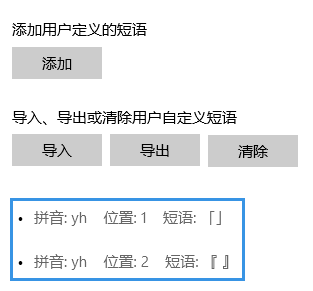 添加用户定义的短语
添加
导入、导出或清除用户自定义短语
导入 导出 清除
• 拼音: yh 位置: 1 短语: 「」
• 拼音: yh 位置: 2 短语: 『 』